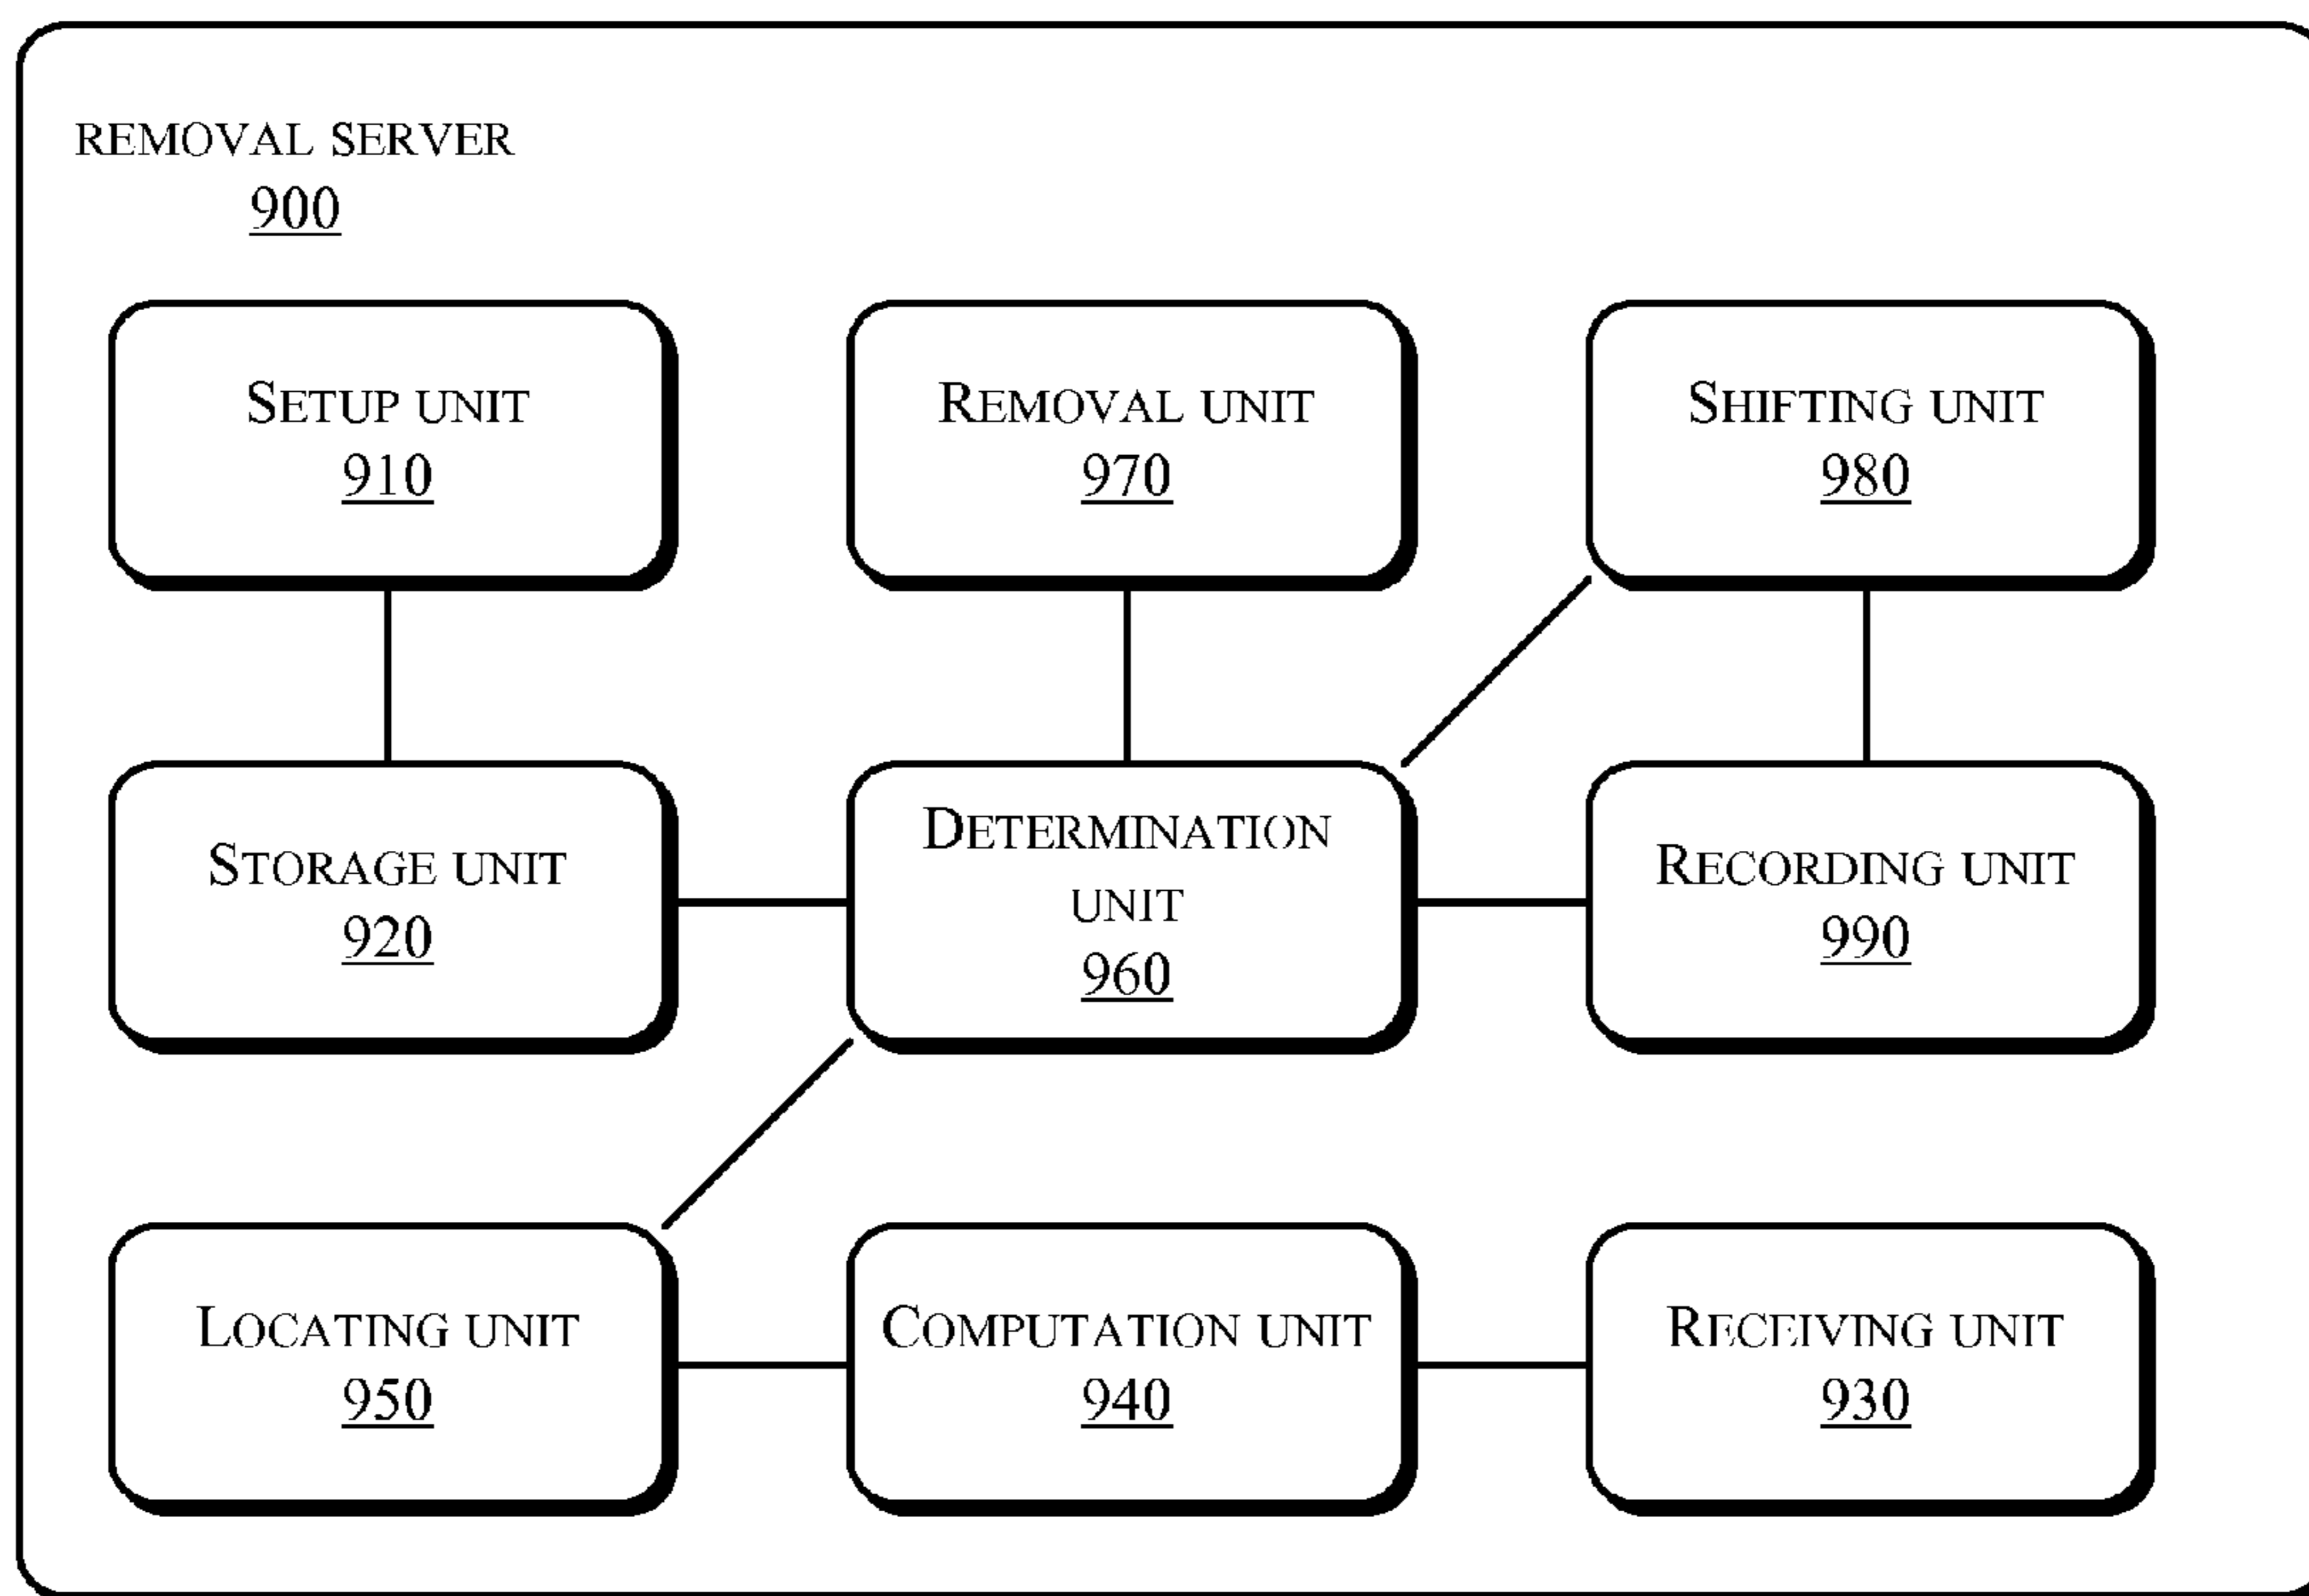 REMOVAL SERVER
900
SETUP UNIT
910
REMOVAL UNIT
970
SHIFTING UNIT
980
STORAGE UNIT
920
DETERMINATION
UNIT
960
RECORDING UNIT
990
LOCATING UNIT
950
COMPUTATION UNIT
940
RECEIVING UNIT
930